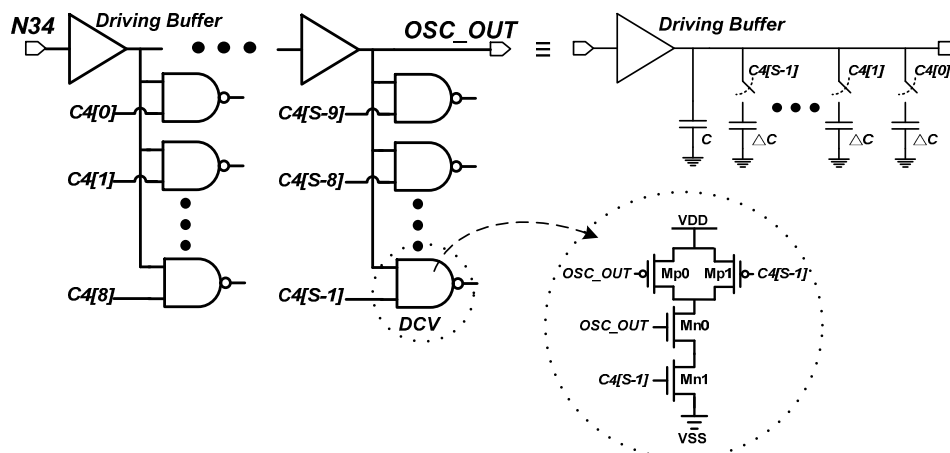 N34
Driving Buffer
OSC_OUT
≡
Driving Buffer
C4[0]
C4[1]
C4[8]
C4[S-9]
C4[S-8]
C4[S-1]
DCV
C4[S-1]
C4[1]
C4[0]
C
△C
△C
△C
VDD
OSC_OUT
Mp0
Mp1
C4[S-1]
OSC_OUT
Mn0
C4[S-1]
Mn1
VSS